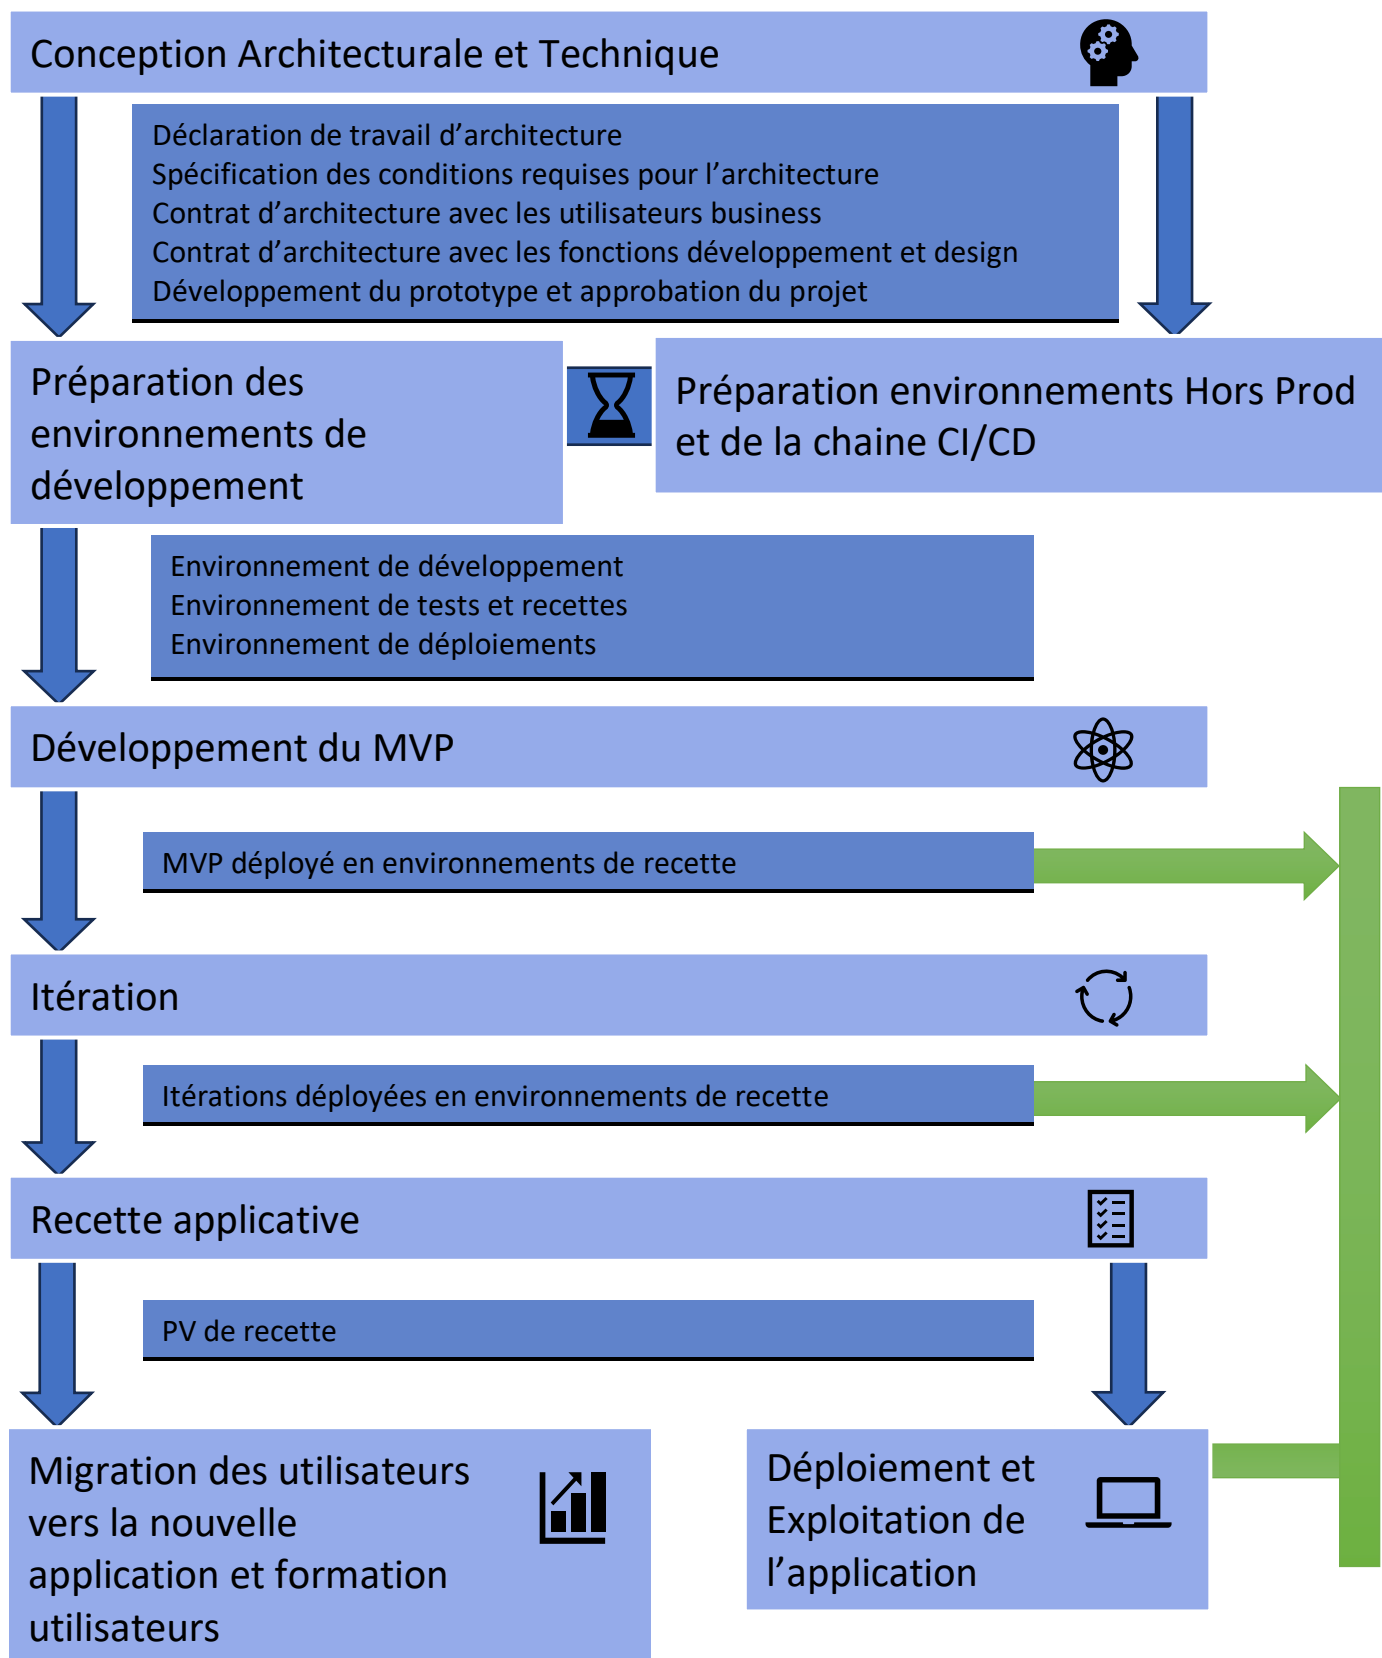 Conception Architecturale et Technique
Déclaration de travail d’architecture
Spécification des conditions requises pour l’architecture
Contrat d’architecture avec les utilisateurs business
Contrat d’architecture avec les fonctions développement et design
Développement du prototype et approbation du projet
Préparation des
environnements de
développement
Préparation environnements Hors Prod
et de la chaine CI/CD
Environnement de développement
Environnement de tests et recettes
Environnement de déploiements
Développement du MVP
MVP déployé en environnements de recette
Itération
Itérations déployées en environnements de recette
Recette applicative
PV de recette
Migration des utilisateurs
vers la nouvelle
application et formation
utilisateurs
Déploiement et
Exploitation de
l’application